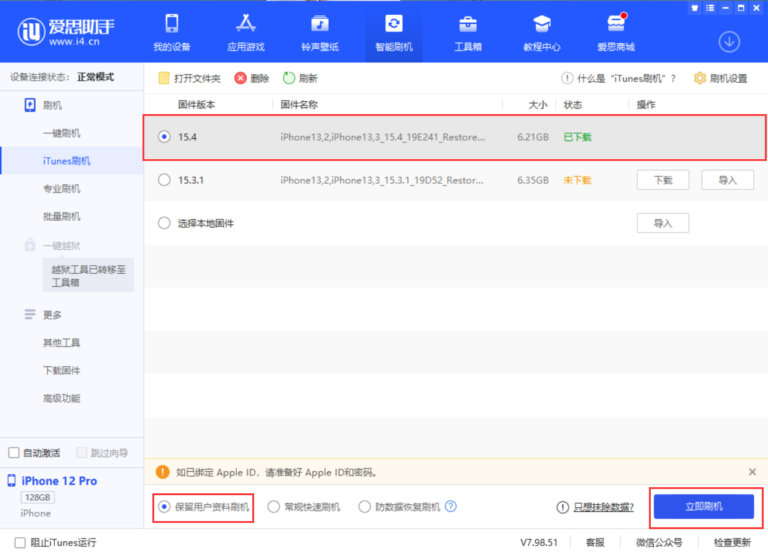 iU 爱思助手
www.i4.cn
我的设备
应用游戏
铃声壁纸
智能刷机
工具箱
教程中心
爱思商城
设备连接状态： 正常模式
打开文件夹
删除
刷新
什么是“iTunes刷机”？
刷机设置
刷机
一键刷机
iTunes刷机
专业刷机
批量刷机
一键越狱
越狱工具已转移至
工具箱
更多
其他工具
下载固件
高级功能
固件版本 固件名称 大小 状态 操作
15.4 iPhone13,2,iPhone13,3_15.4_19E241_Restore... 6.21GB 已下载
15.3.1 iPhone13,2,iPhone13,3_15.3.1_19D52_Restor... 6.35GB 未下载 下载 导入
选择本地固件 导入
自动激活 跳过向导
iPhone 12 Pro
128GB
iPhone
如已绑定 Apple ID，请准备好 Apple ID和密码。
保留用户资料刷机 常规快速刷机 防数据恢复刷机 只想抹除数据? 立即刷机
阻止iTunes运行
V7.98.51 客服 微信公众号 检查更新